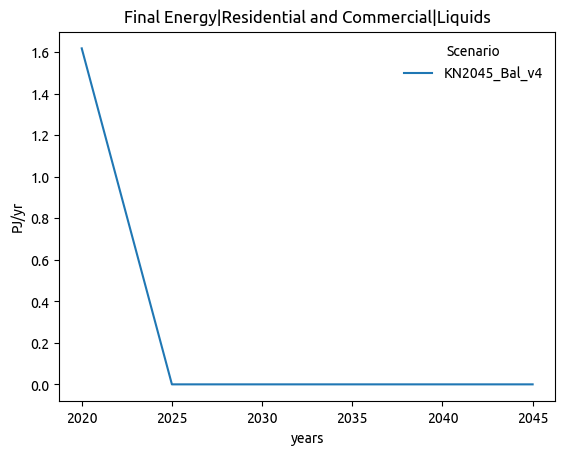 Final Energy|Residential and Commercial|Liquids
Scenario
KN2045_Bal_v4
PJ/yr
1.6
1.4
1.2
1.0
0.8
0.6
0.4
0.2
0.0
2020 2025 2030 2035 2040 2045
years